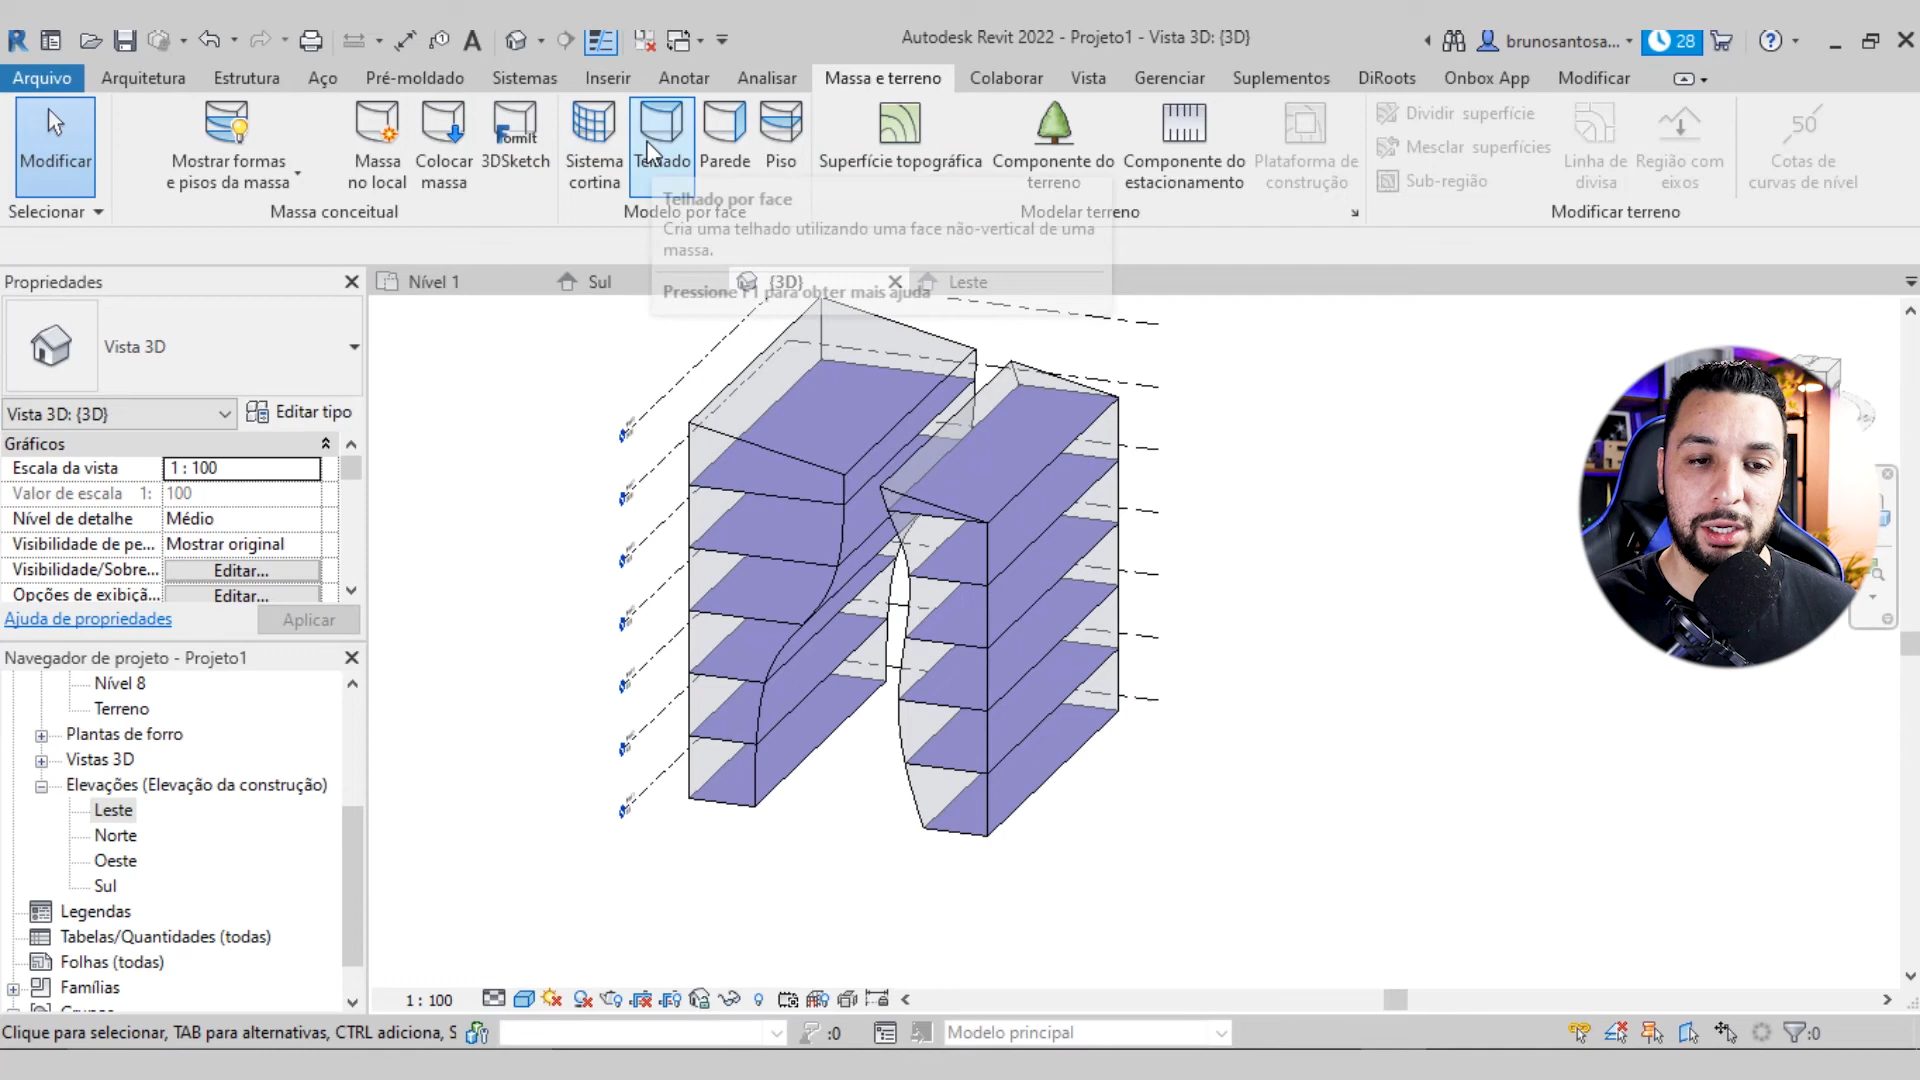 Autodesk Revit 2022 - Projeto1 - Vista 3D: {3D}
brunosantosa...
28
Arquivo Arquitetura Estrutura Aço Pré-moldado Sistemas Inserir Anotar Analisar Massa e terreno Colaborar Vista Gerenciar Suplementos DiRoots Onbox App Modificar
Modificar
Mostrar formas
e pisos da massa
Massa
no local
Colocar
massa
FormIt
3DSketch
Sistema
cortina
Telhado
Parede
Piso
Superfície topográfica
Componente do
terreno
Componente do
estacionamento
Plataforma de
construção
Dividir superfície
Mesclar superfícies
Sub-região
Linha de
divisa
Região com
eixos
50
Cotas de
curvas de nível
Selecionar
Massa conceitual
Modelo por face
Modelar terreno
Modificar terreno
Telhado por face
Cria uma telhado utilizando uma face não-vertical de uma
massa.
Pressione F1 para obter mais ajuda
Propriedades
Nível 1
Sul
{3D}
Leste
Vista 3D
Vista 3D: {3D}
Editar tipo
Gráficos
Escala da vista 1 : 100
Valor de escala 1: 100
Nível de detalhe Médio
Visibilidade de pe... Mostrar original
Visibilidade/Sobre... Editar...
Opções de exibiçã... Editar...
Ajuda de propriedades
Aplicar
Navegador de projeto - Projeto1
Nível 8
Terreno
Plantas de forro
Vistas 3D
Elevações (Elevação da construção)
Leste
Norte
Oeste
Sul
Legendas
Tabelas/Quantidades (todas)
Folhas (todas)
Famílias
1 : 100
Clique para selecionar, TAB para alternativas, CTRL adiciona, S
:0
Modelo principal
:0